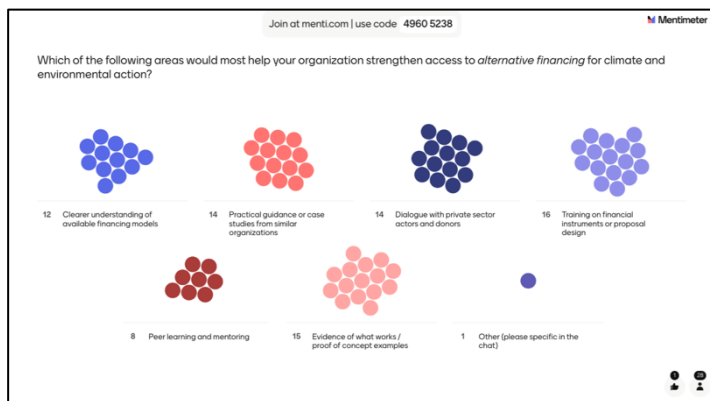 Join at menti.com | use code 4960 5238
Mentimeter
Which of the following areas would most help your organization strengthen access to alternative financing for climate and
environmental action?
12 Clearer understanding of
available financing models
14 Practical guidance or case
studies from similar
organizations
14 Dialogue with private sector
actors and donors
16 Training on financial
instruments or proposal
design
8 Peer learning and mentoring
15 Evidence of what works /
proof of concept examples
1 Other (please specific in the
chat)
1